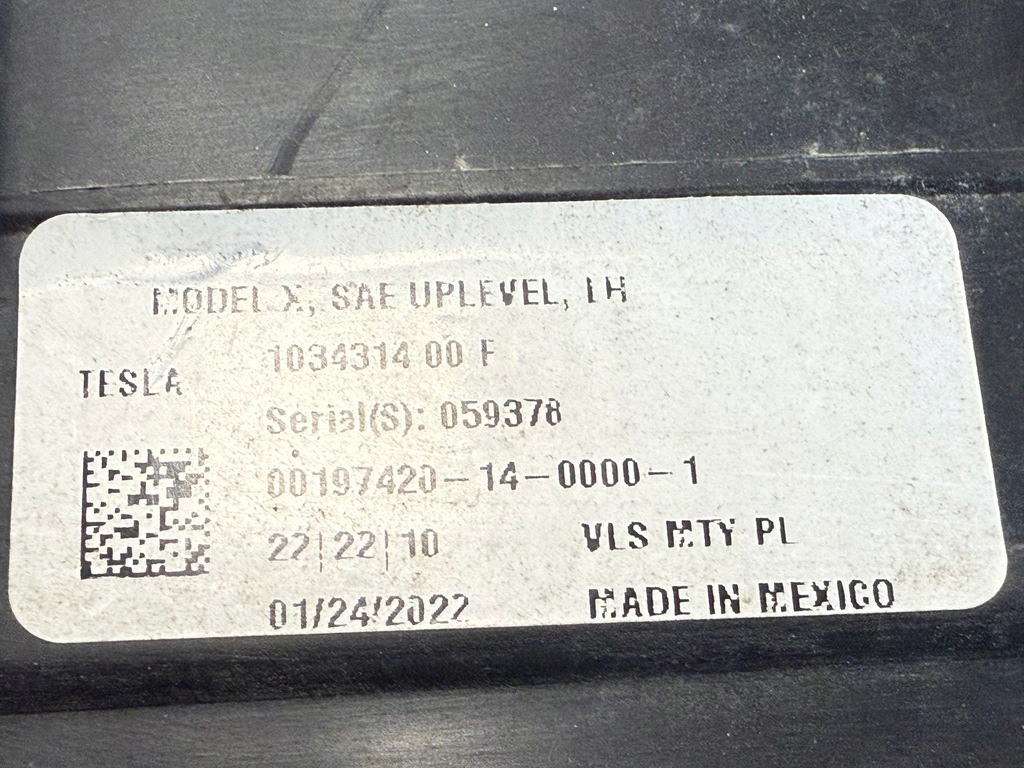 MODEL X, SAE UPLEVEL, LH
1034314 00 F
TESLA
Serial(S): 059378
00197420-14-0000-1
22|22|10 VLS MTY PL
01/24/2022 MADE IN MEXICO